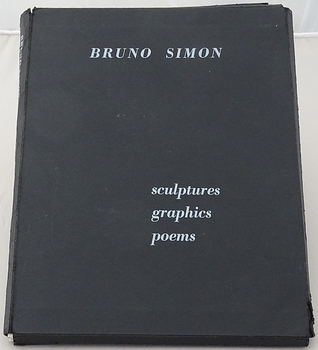 BRUNO SIMON
sculptures
graphics
poems